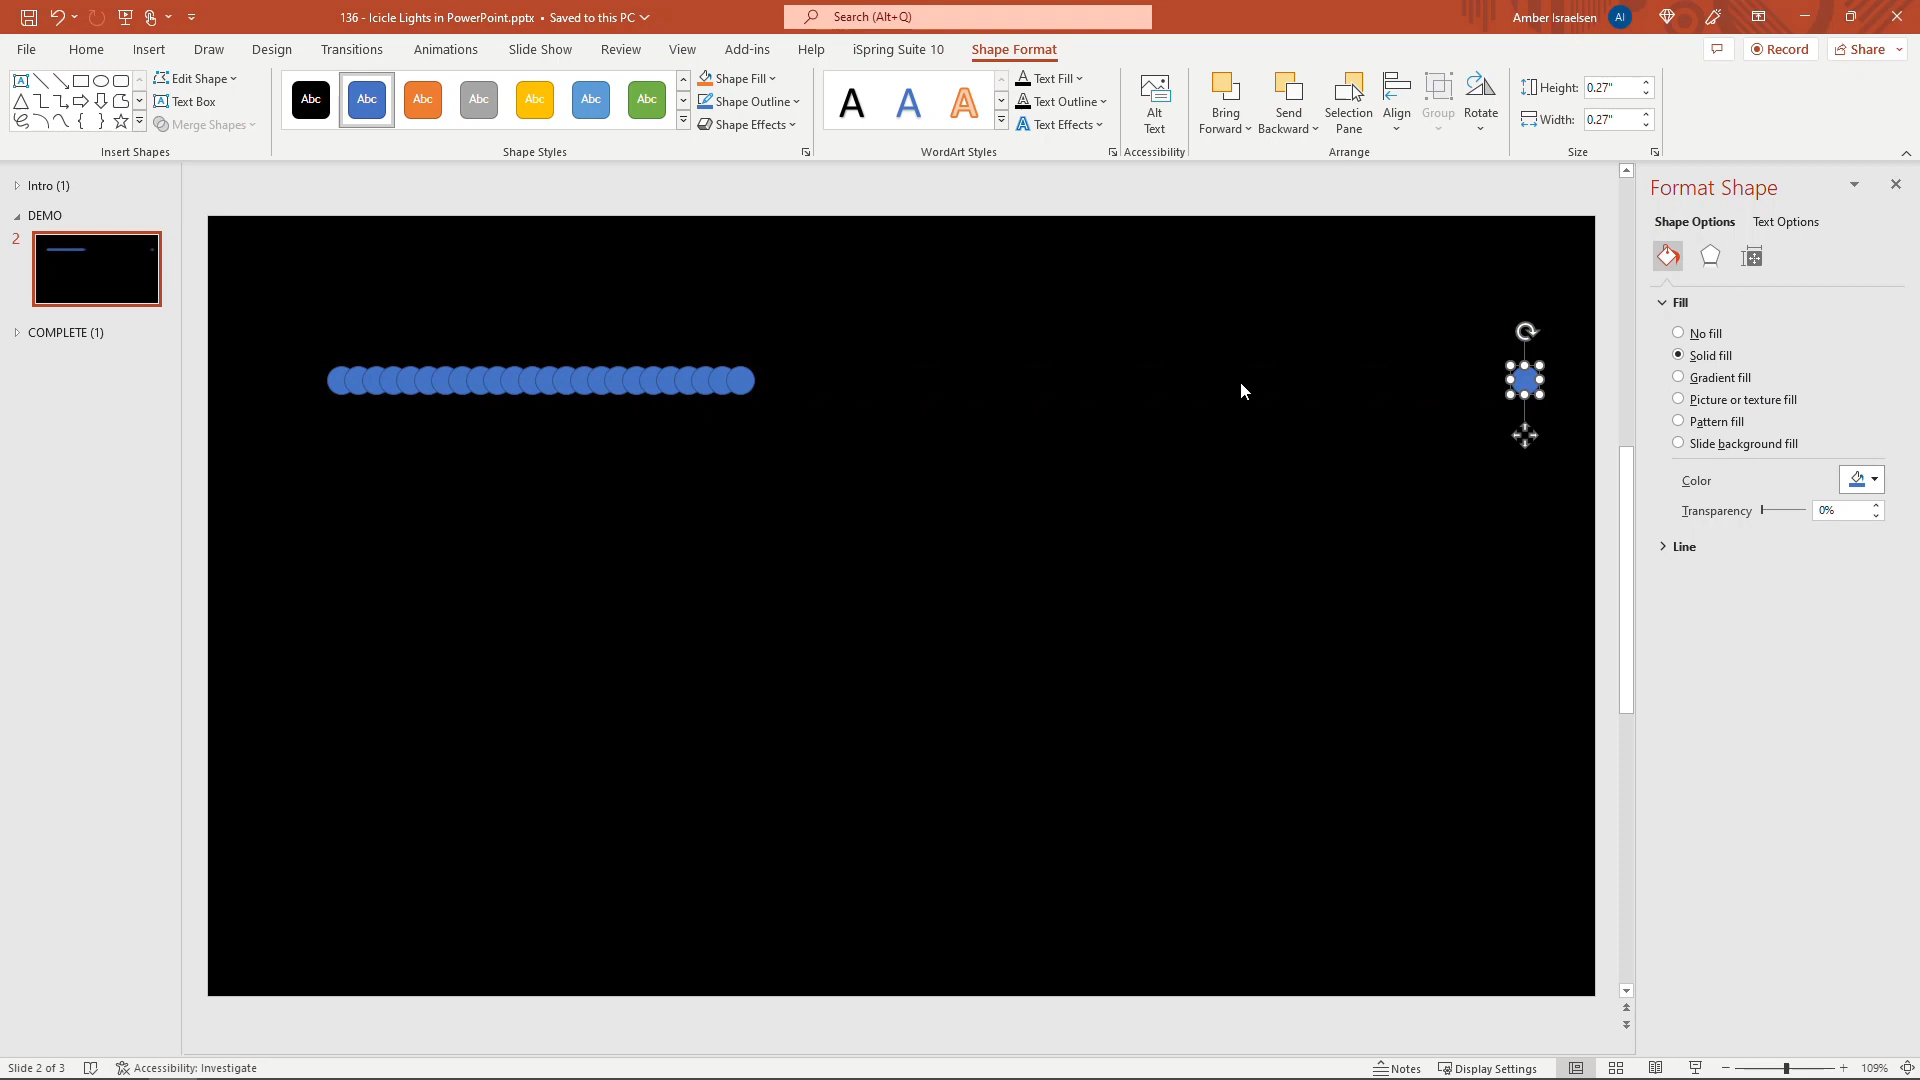 136 - Icicle Lights in PowerPoint.pptx • Saved to this PC
Search (Alt+Q)
Amber Israelsen
AI
File Home Insert Draw Design Transitions Animations Slide Show Review View Add-ins Help iSpring Suite 10 Shape Format
Record
Share
Edit Shape
Text Box
Merge Shapes
Insert Shapes
Abc Abc Abc Abc Abc Abc Abc
Shape Fill
Shape Outline
Shape Effects
Shape Styles
A A A
Text Fill
Text Outline
Text Effects
WordArt Styles
Alt
Text
Accessibility
Bring
Forward
Send
Backward
Selection
Pane
Align
Group
Rotate
Arrange
Height: 0.27"
Width: 0.27"
Size
Intro (1)
DEMO
2
COMPLETE (1)
Format Shape
Shape Options Text Options
Fill
No fill
Solid fill
Gradient fill
Picture or texture fill
Pattern fill
Slide background fill
Color
Transparency 0%
Line
Slide 2 of 3
Accessibility: Investigate
Notes
Display Settings
109%